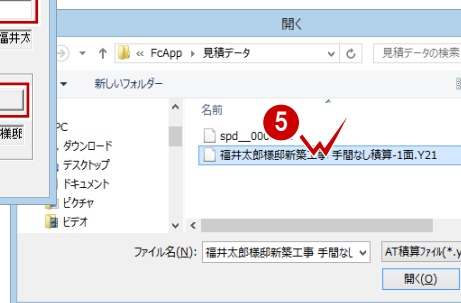 開く
福井太
« FcApp ▸ 見積データ
見積データの検索
新しいフォルダー
様邸
名前
PC
ダウンロード
デスクトップ
ドキュメント
ピクチャ
ビデオ
5
spd__00
福井太郎様邸新築工事 手間なし積算-1面.Y21
ファイル名(N): 福井太郎様邸新築工事 手間なし
AT積算ファイル(*.y
開く(O)